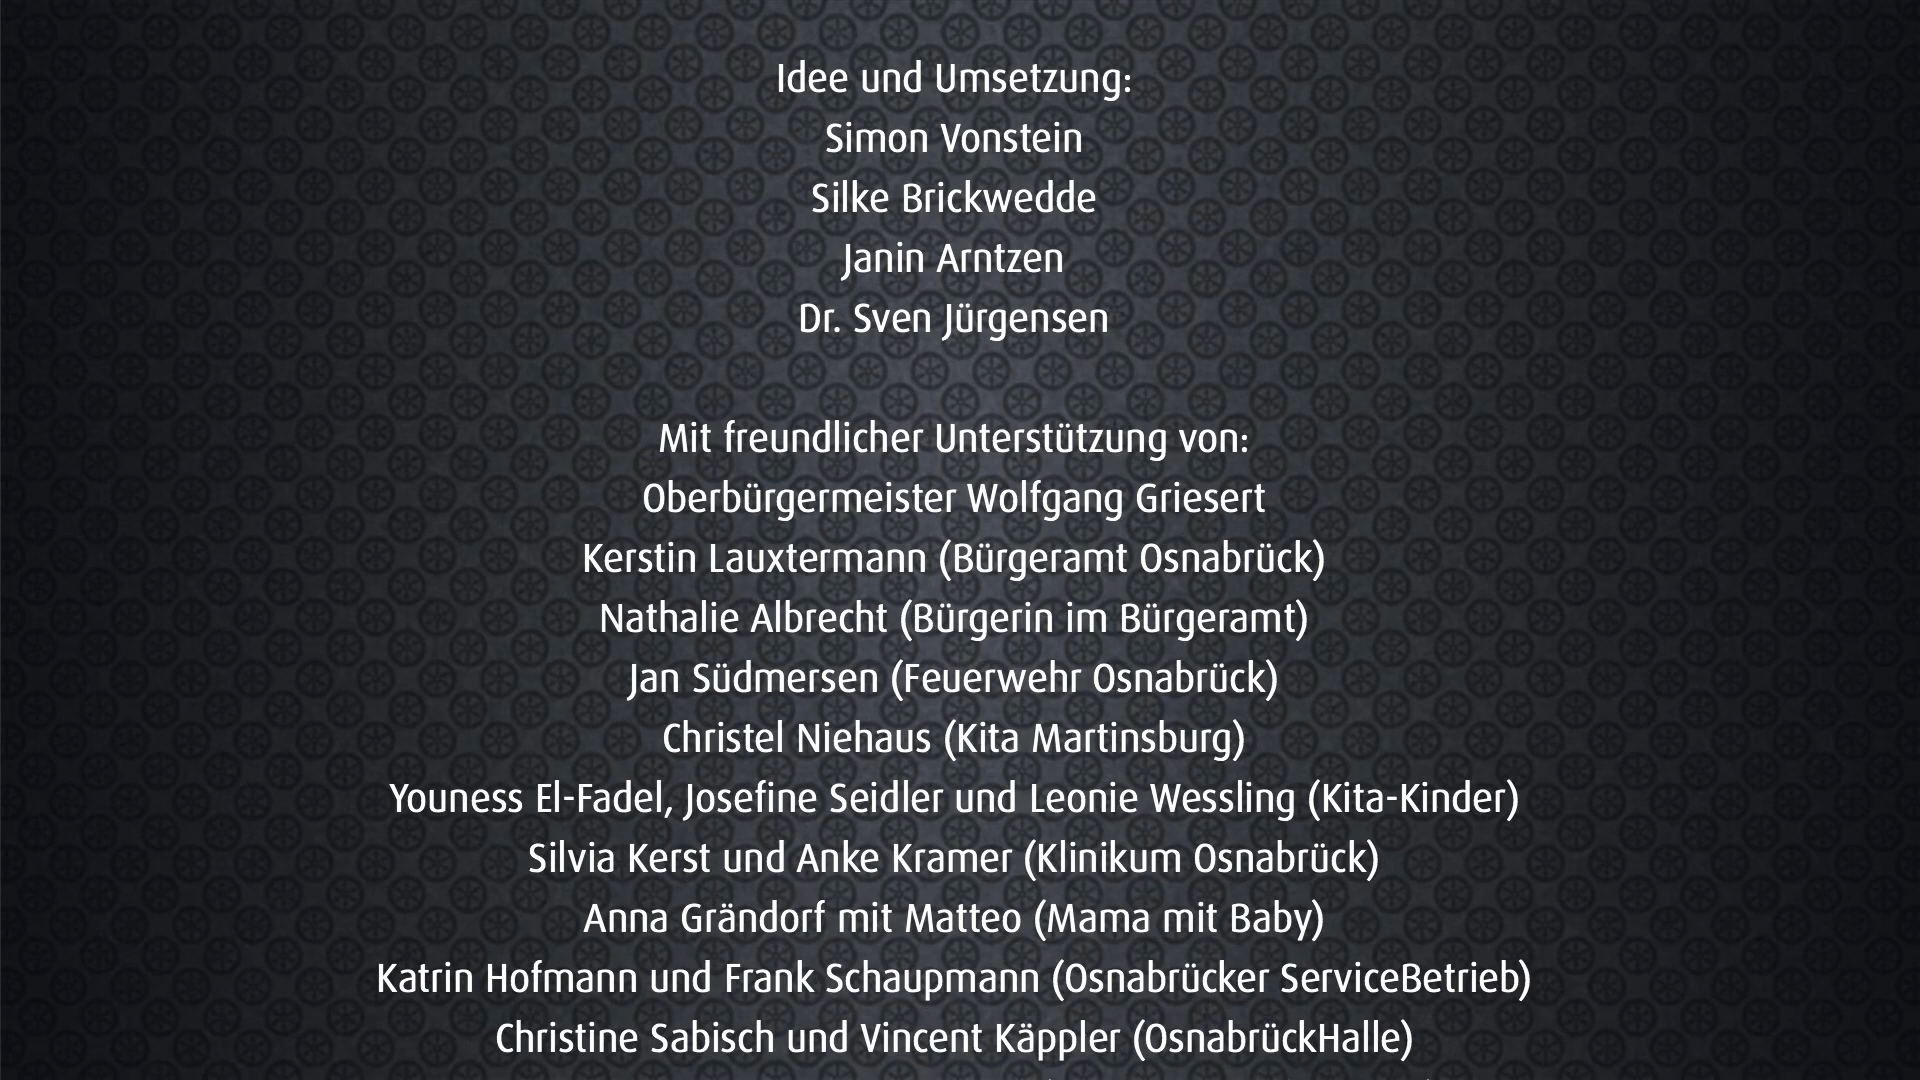 Idee und Umsetzung:
Simon Vonstein
Silke Brickwedde
Janin Arntzen
Dr. Sven Jürgensen
Mit freundlicher Unterstützung von:
Oberbürgermeister Wolfgang Griesert
Kerstin Lauxtermann (Bürgeramt Osnabrück)
Nathalie Albrecht (Bürgerin im Bürgeramt)
Jan Südmersen (Feuerwehr Osnabrück)
Christel Niehaus (Kita Martinsburg)
Youness El-Fadel, Josefine Seidler und Leonie Wessling (Kita-Kinder)
Silvia Kerst und Anke Kramer (Klinikum Osnabrück)
Anna Grändorf mit Matteo (Mama mit Baby)
Katrin Hofmann und Frank Schaupmann (Osnabrücker ServiceBetrieb)
Christine Sabisch und Vincent Käppler (OsnabrückHalle)